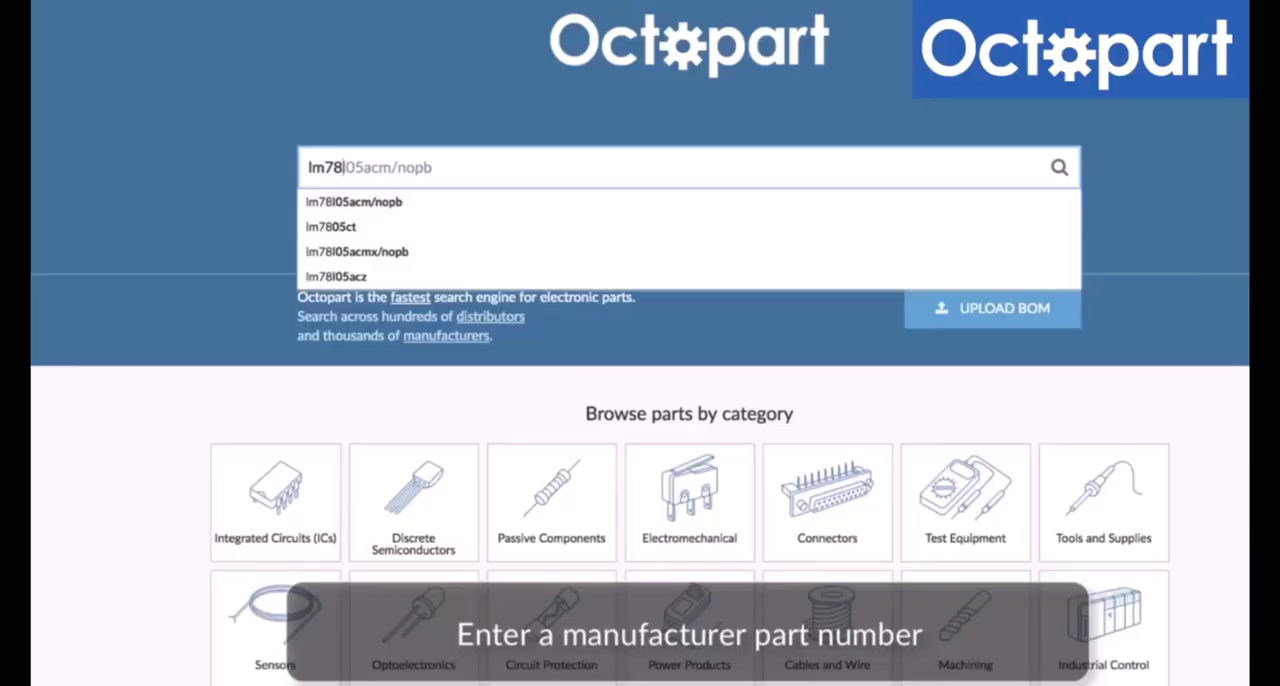 Octopart
Octopart
lm78l05acm/nopb
lm78l05acm/nopb
lm7805ct
lm78l05acmx/nopb
lm78l05acz
Octopart is the fastest search engine for electronic parts.
Search across hundreds of distributors
and thousands of manufacturers.
UPLOAD BOM
Browse parts by category
Integrated Circuits (ICs)
Discrete
Semiconductors
Passive Components
Electromechanical
Connectors
Test Equipment
Tools and Supplies
Enter a manufacturer part number
Sensors
Optoelectronics
Circuit Protection
Power Products
Cables and Wire
Machining
Industrial Control